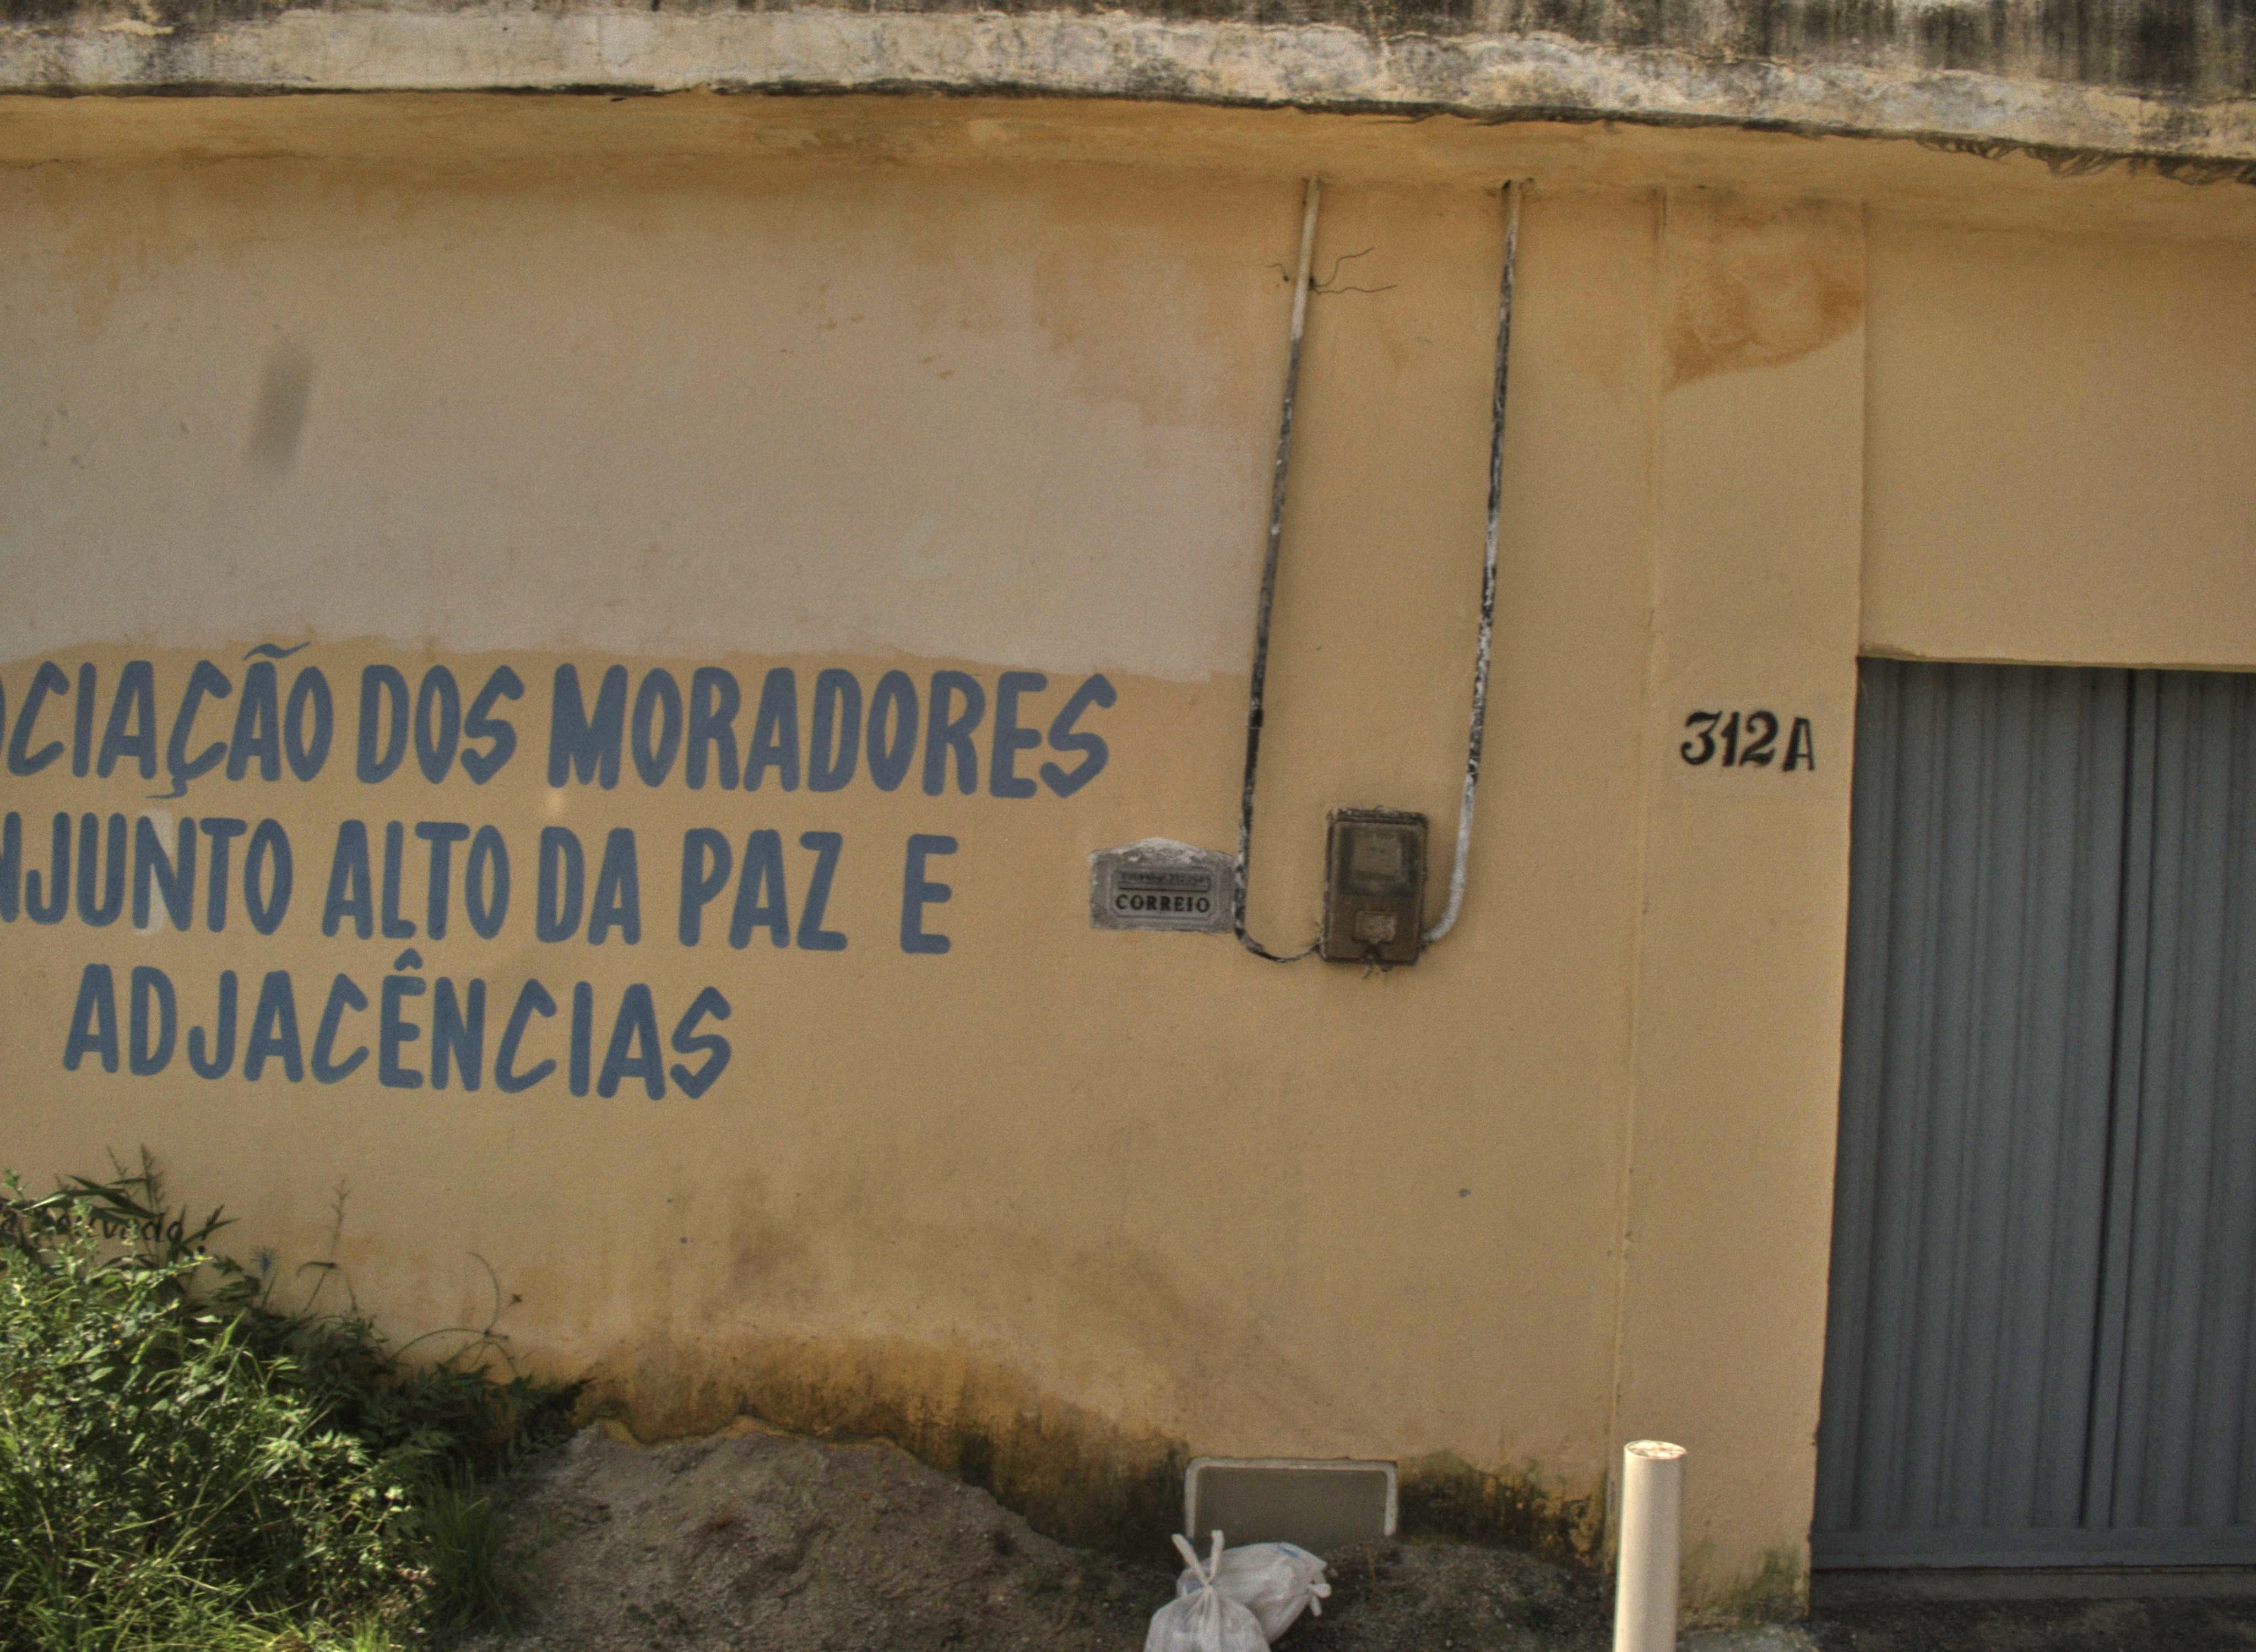 OCIAÇÃO DOS MORADORES
NJUNTO ALTO DA PAZ E
ADJACÊNCIAS
CORREIO
312A